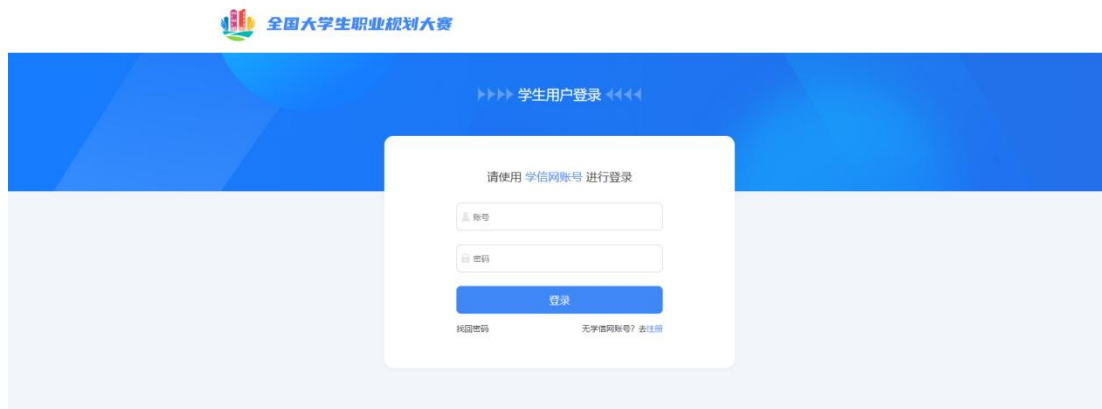 全国大学生职业规划大赛
学生用户登录
请使用 学信网账号 进行登录
账号
密码
登录
找回密码
无学信网账号？去注册